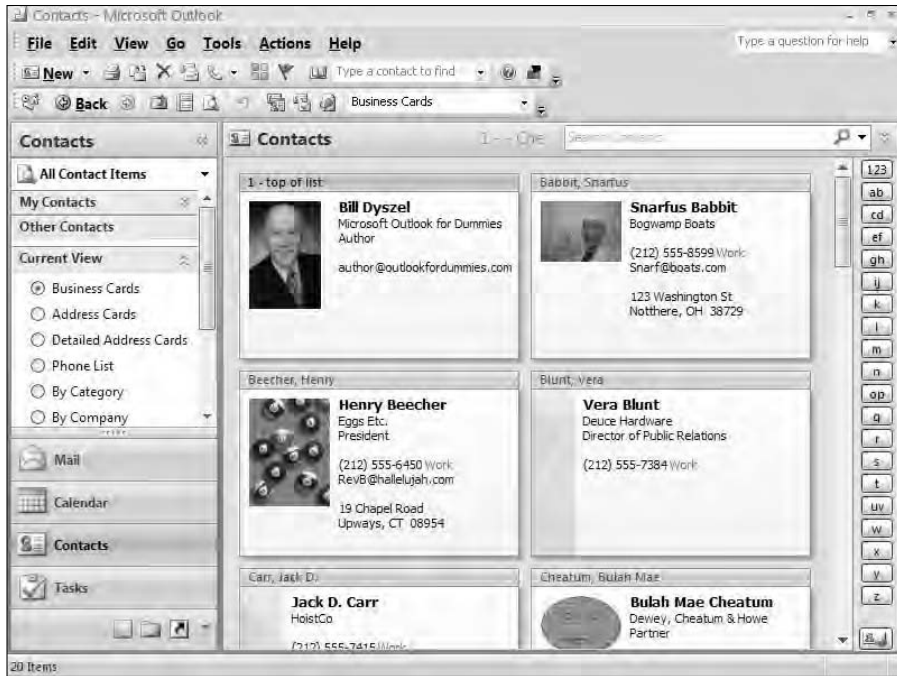 Contacts - Microsoft Outlook
File Edit View Go Tools Actions Help
Type a question for help
New
Type a contact to find
Back
Business Cards
Contacts
Contacts
1 - - Che
All Contact Items
My Contacts
Other Contacts
Current View
Business Cards
Address Cards
Detailed Address Cards
Phone List
By Category
By Company
Mail
Calendar
Contacts
Tasks
1 - top of list
Bill Dyszel
Microsoft Outlook for Dummies
Author
author@outlookfordummies.com
Babbit, Snarfus
Snarfus Babbit
Bogwamp Boats
(212) 555-8599 Work
Snarf@boats.com
123 Washington St
Notthere, OH 38729
Beecher, Henry
Henry Beecher
Eggs Etc.
President
(212) 555-6450 Work
RevB@hallelujah.com
19 Chapel Road
Upways, CT 08954
Blunt, Vera
Vera Blunt
Deuce Hardware
Director of Public Relations
(212) 555-7384 Work
Carr, Jack D.
Jack D. Carr
HoistCo
(212) 555-7415 Work
Cheatum, Bulah Mae
Bulah Mae Cheatum
Dewey, Cheatum & Howe
Partner
123
ab
cd
ef
gh
ij
k
l
m
n
op
q
r
s
t
uv
w
x
y
z
20 Items